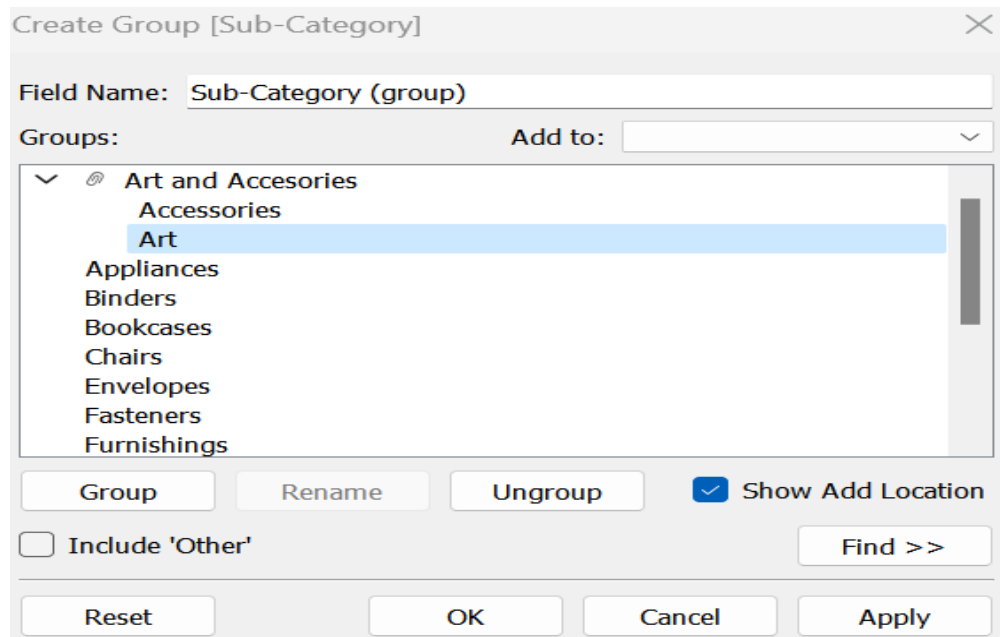 Create Group [Sub-Category]
Field Name: Sub-Category (group)
Groups: Add to:
Art and Accesories
Accessories
Art
Appliances
Binders
Bookcases
Chairs
Envelopes
Fasteners
Furnishings
Group Rename Ungroup Show Add Location
Include 'Other' Find >>
Reset OK Cancel Apply